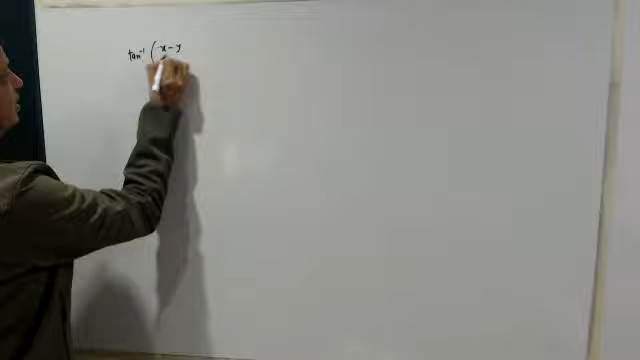 tan⁻¹ ( x - y